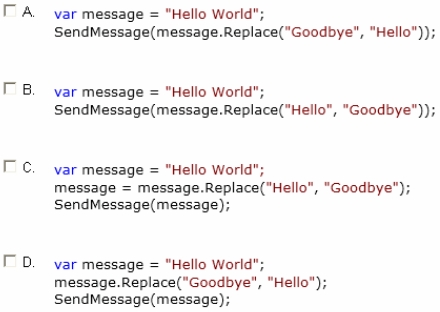 A. var message = "Hello World";
SendMessage(message.Replace("Goodbye", "Hello"));
B. var message = "Hello World";
SendMessage(message.Replace("Hello", "Goodbye"));
C. var message = "Hello World";
message = message.Replace("Hello", "Goodbye");
SendMessage(message);
D. var message = "Hello World";
message.Replace("Goodbye", "Hello");
SendMessage(message);